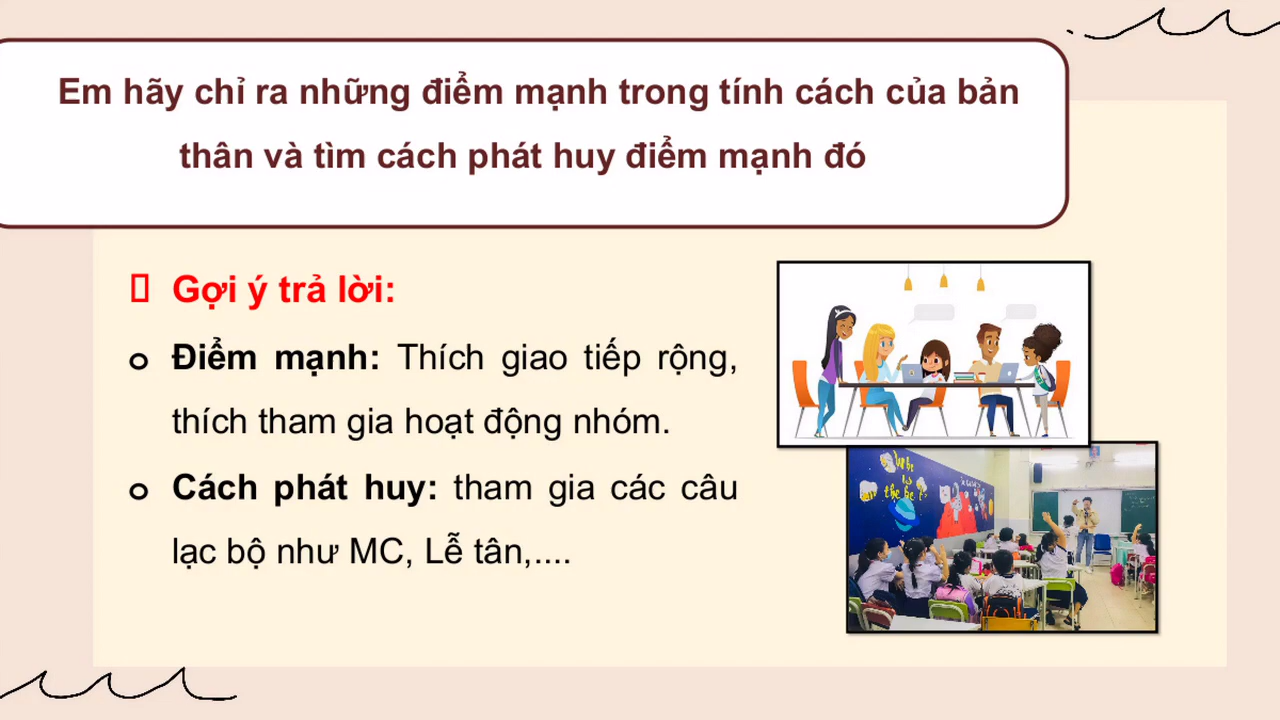 Em hãy chỉ ra những điểm mạnh trong tính cách của bản
thân và tìm cách phát huy điểm mạnh đó
Gợi ý trả lời:
Điểm mạnh: Thích giao tiếp rộng,
thích tham gia hoạt động nhóm.
Cách phát huy: tham gia các câu
lạc bộ như MC, Lễ tân,....